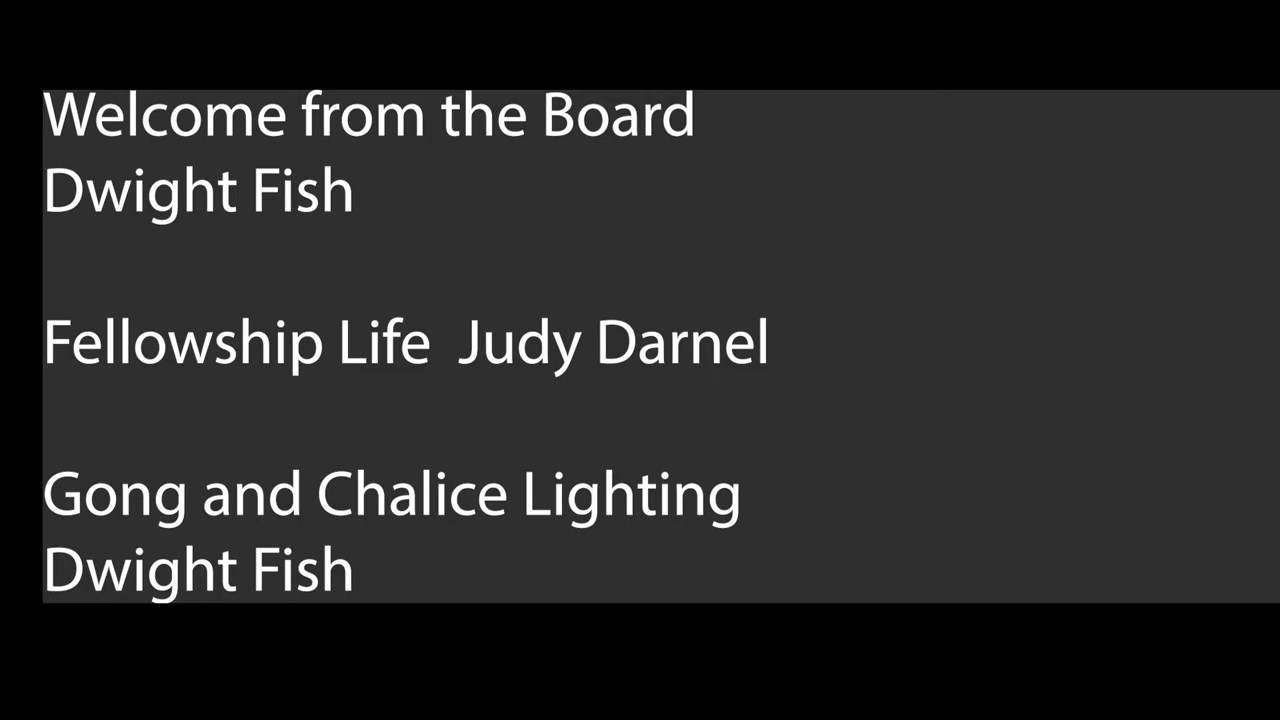 Welcome from the Board
Dwight Fish
Fellowship Life  Judy Darnel
Gong and Chalice Lighting
Dwight Fish